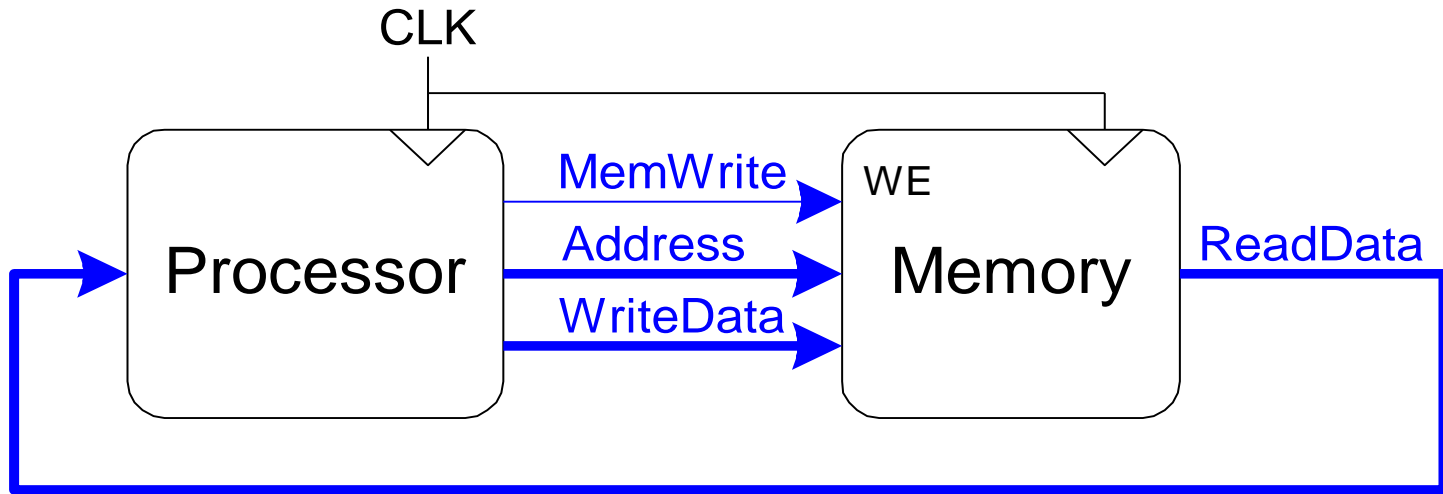 CLK
MemWrite
WE
Address
Processor
Memory
ReadData
WriteData